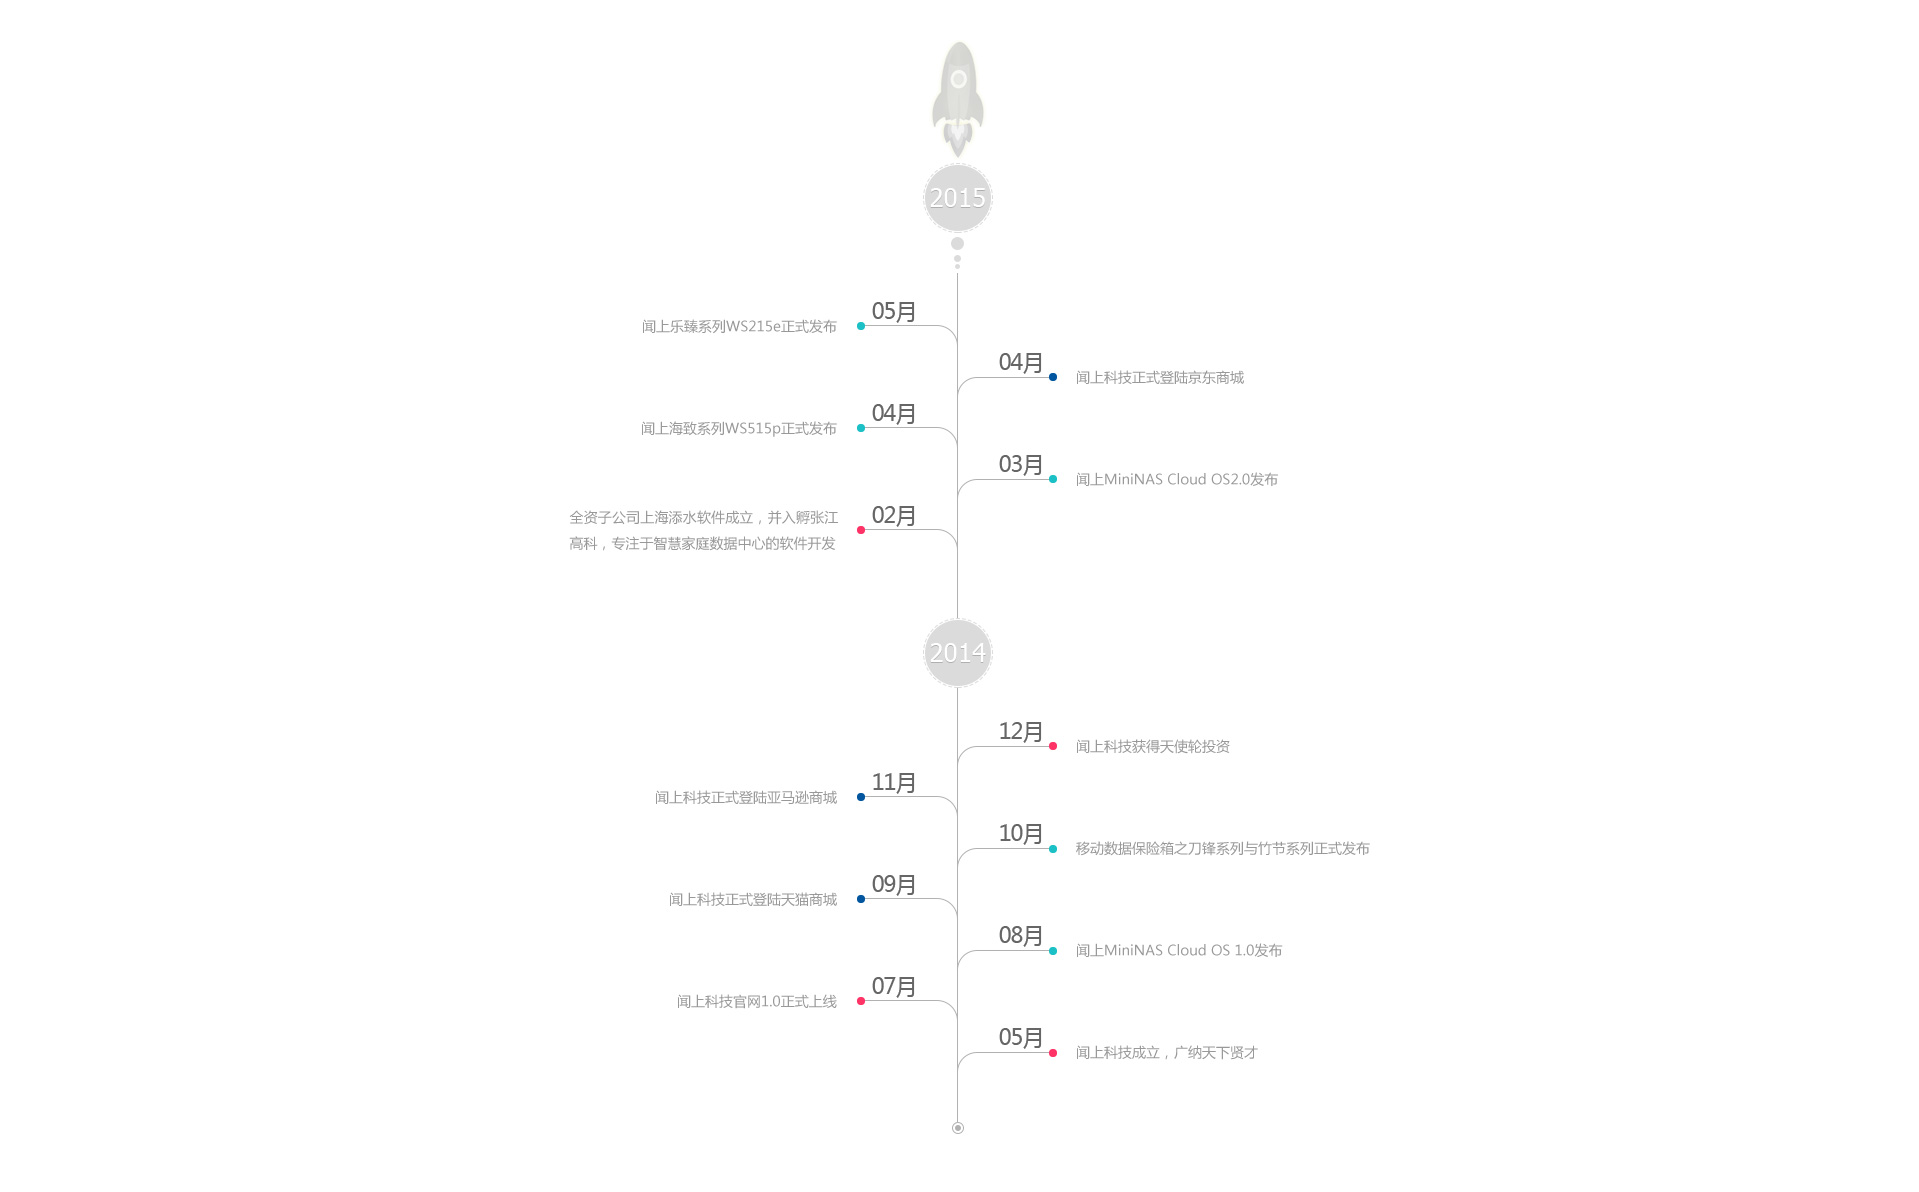 2015
05月
闻上乐臻系列WS215e正式发布
04月
闻上科技正式登陆京东商城
04月
闻上海致系列WS515p正式发布
03月
闻上MiniNAS Cloud OS2.0发布
02月
全资子公司上海添水软件成立，并入孵张江
高科，专注于智慧家庭数据中心的软件开发
2014
12月
闻上科技获得天使轮投资
11月
闻上科技正式登陆亚马逊商城
10月
移动数据保险箱之刀锋系列与竹节系列正式发布
09月
闻上科技正式登陆天猫商城
08月
闻上MiniNAS Cloud OS 1.0发布
07月
闻上科技官网1.0正式上线
05月
闻上科技成立，广纳天下贤才